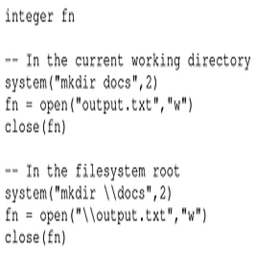 integer fn

-- In the current working directory
system("mkdir docs",2)
fn = open("output.txt","w")
close(fn)

-- In the filesystem root
system("mkdir \\docs",2)
fn = open("\\output.txt","w")
close(fn)